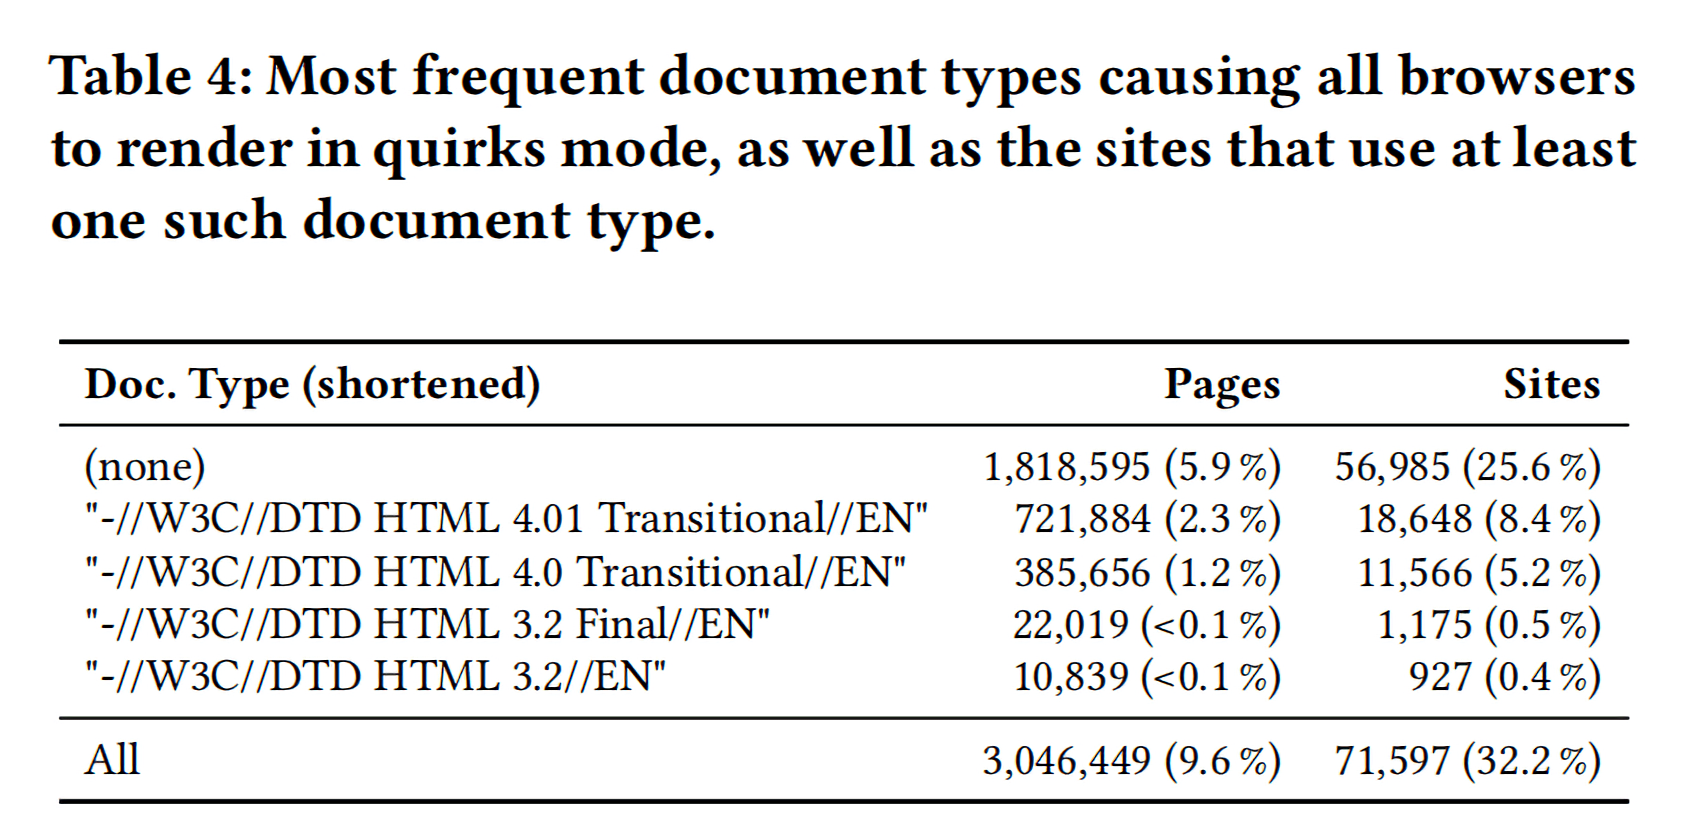 Table 4: Most frequent document types causing all browsers
to render in quirks mode, as well as the sites that use at least
one such document type.
Doc. Type (shortened) Pages Sites
(none) 1,818,595 (5.9 %) 56,985 (25.6 %)
"-//W3C//DTD HTML 4.01 Transitional//EN" 721,884 (2.3 %) 18,648 (8.4 %)
"-//W3C//DTD HTML 4.0 Transitional//EN" 385,656 (1.2 %) 11,566 (5.2 %)
"-//W3C//DTD HTML 3.2 Final//EN" 22,019 (<0.1 %) 1,175 (0.5 %)
"-//W3C//DTD HTML 3.2//EN" 10,839 (<0.1 %) 927 (0.4 %)
All 3,046,449 (9.6 %) 71,597 (32.2 %)